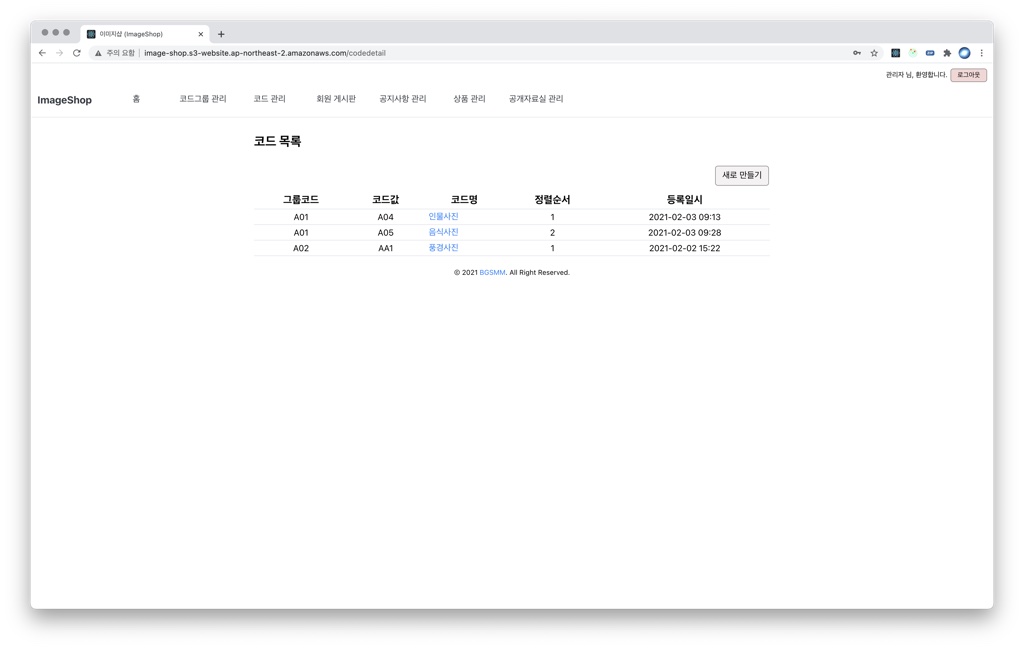 이미지샵 (ImageShop)
주의 요함 image-shop.s3-website.ap-northeast-2.amazonaws.com/codedetail
관리자 님, 환영합니다. 로그아웃
ImageShop 홈 코드그룹 관리 코드 관리 회원 게시판 공지사항 관리 상품 관리 공개자료실 관리
코드 목록
새로 만들기
그룹코드 코드값 코드명 정렬순서 등록일시
A01 A04 인물사진 1 2021-02-03 09:13
A01 A05 음식사진 2 2021-02-03 09:28
A02 AA1 풍경사진 1 2021-02-02 15:22
© 2021 BGSMM. All Right Reserved.